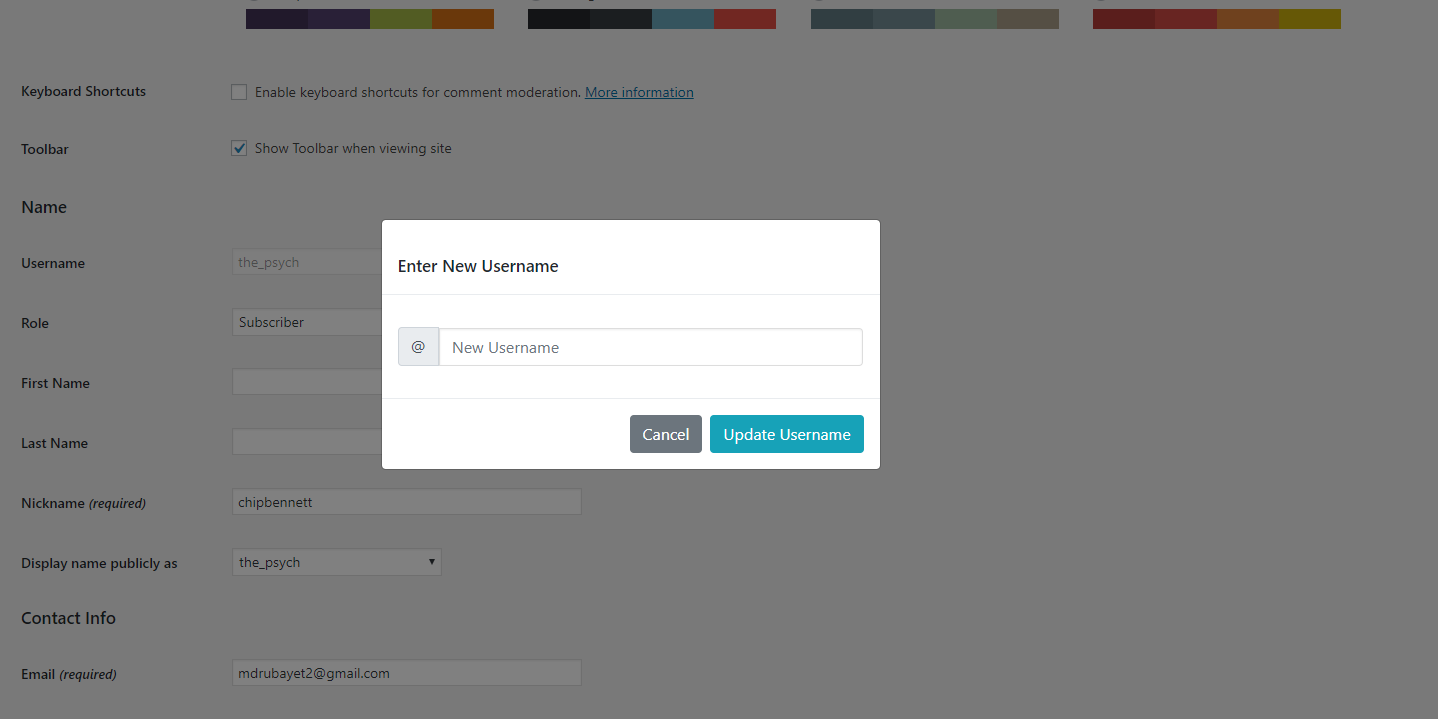 Keyboard Shortcuts
Enable keyboard shortcuts for comment moderation. More information
Toolbar
Show Toolbar when viewing site
Name
Username
the_psych
Role
Subscriber
First Name
Last Name
Nickname (required)
chipbennett
Display name publicly as
the_psych
Contact Info
Email (required)
mdrubayet2@gmail.com
Enter New Username
@
New Username
Cancel
Update Username